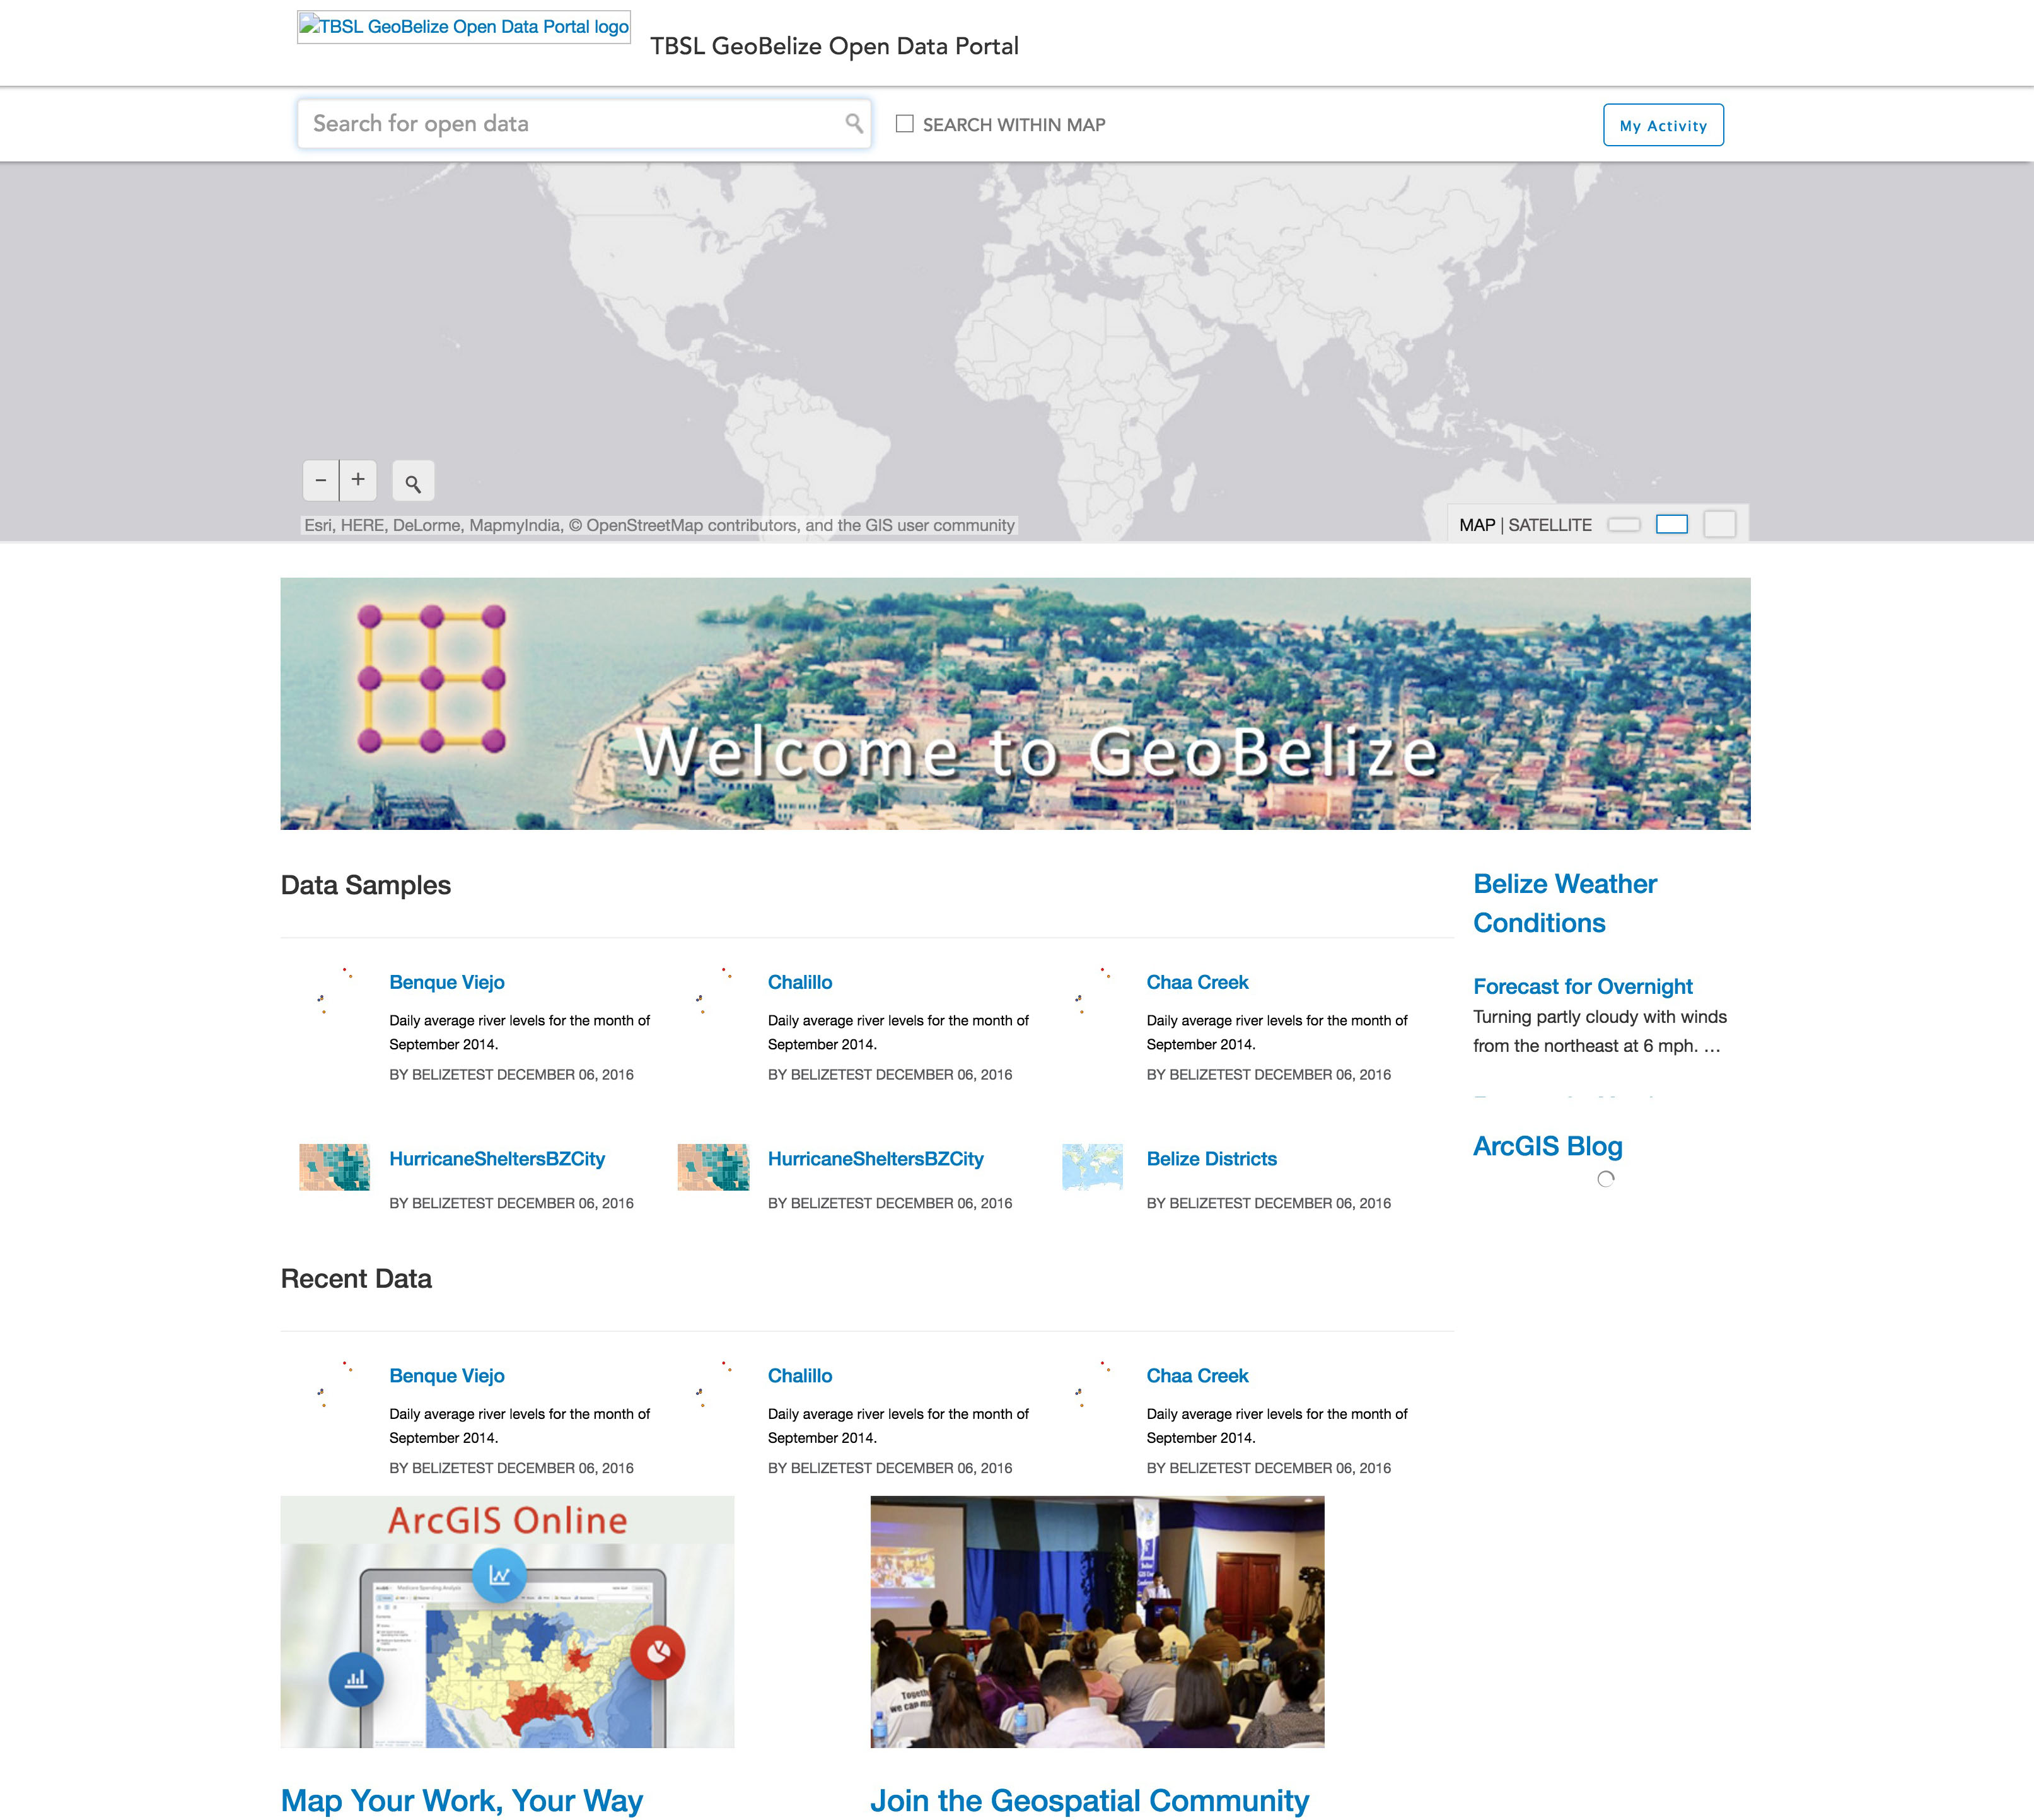 TBSL GeoBelize Open Data Portal logo
TBSL GeoBelize Open Data Portal
Search for open data
SEARCH WITHIN MAP
My Activity
− +
Esri, HERE, DeLorme, MapmyIndia, © OpenStreetMap contributors, and the GIS user community
MAP | SATELLITE
Welcome to GeoBelize
Data Samples
Benque Viejo
Daily average river levels for the month of
September 2014.
BY BELIZETEST DECEMBER 06, 2016
Chalillo
Daily average river levels for the month of
September 2014.
BY BELIZETEST DECEMBER 06, 2016
Chaa Creek
Daily average river levels for the month of
September 2014.
BY BELIZETEST DECEMBER 06, 2016
HurricaneSheltersBZCity
BY BELIZETEST DECEMBER 06, 2016
HurricaneSheltersBZCity
BY BELIZETEST DECEMBER 06, 2016
Belize Districts
BY BELIZETEST DECEMBER 06, 2016
Belize Weather
Conditions
Forecast for Overnight
Turning partly cloudy with winds
from the northeast at 6 mph. …
ArcGIS Blog
Recent Data
Benque Viejo
Daily average river levels for the month of
September 2014.
BY BELIZETEST DECEMBER 06, 2016
Chalillo
Daily average river levels for the month of
September 2014.
BY BELIZETEST DECEMBER 06, 2016
Chaa Creek
Daily average river levels for the month of
September 2014.
BY BELIZETEST DECEMBER 06, 2016
ArcGIS Online
Medicare Spending Analysis
Together
we can
Map Your Work, Your Way
Join the Geospatial Community